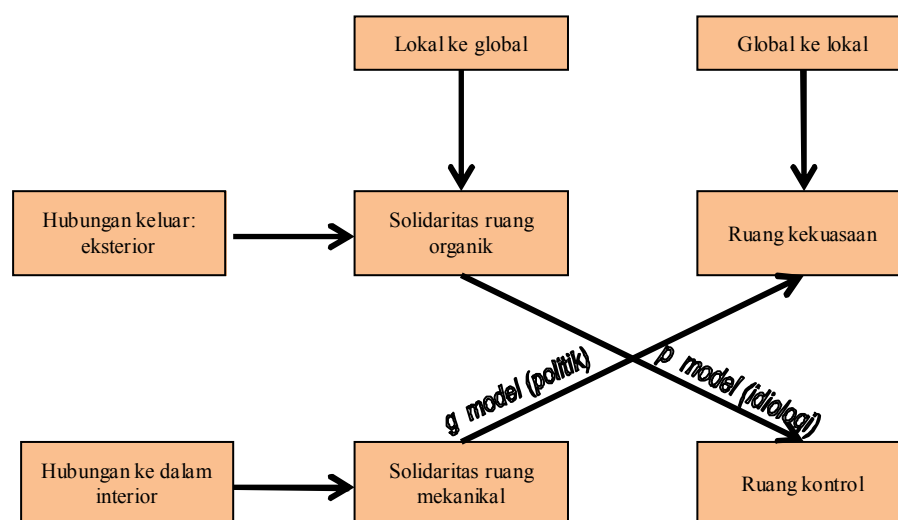 Lokal ke global
Global ke lokal
Hubungan keluar:
eksterior
Solidaritas ruang
organik
Ruang kekuasaan
g model (politik)
p model (idiologi)
Hubungan ke dalam
interior
Solidaritas ruang
mekanikal
Ruang kontrol